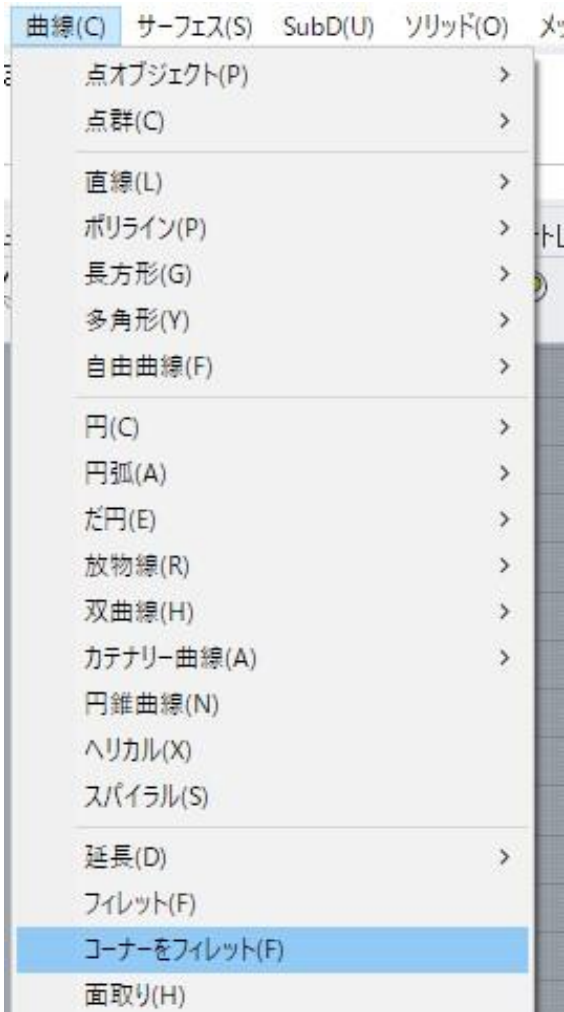 曲線(C) サーフェス(S) SubD(U) ソリッド(O)
点オブジェクト(P)
点群(C)
直線(L)
ポリライン(P)
長方形(G)
多角形(Y)
自由曲線(F)
円(C)
円弧(A)
だ円(E)
放物線(R)
双曲線(H)
カテナリー曲線(A)
円錐曲線(N)
ヘリカル(X)
スパイラル(S)
延長(D)
フィレット(F)
コーナーをフィレット(F)
面取り(H)